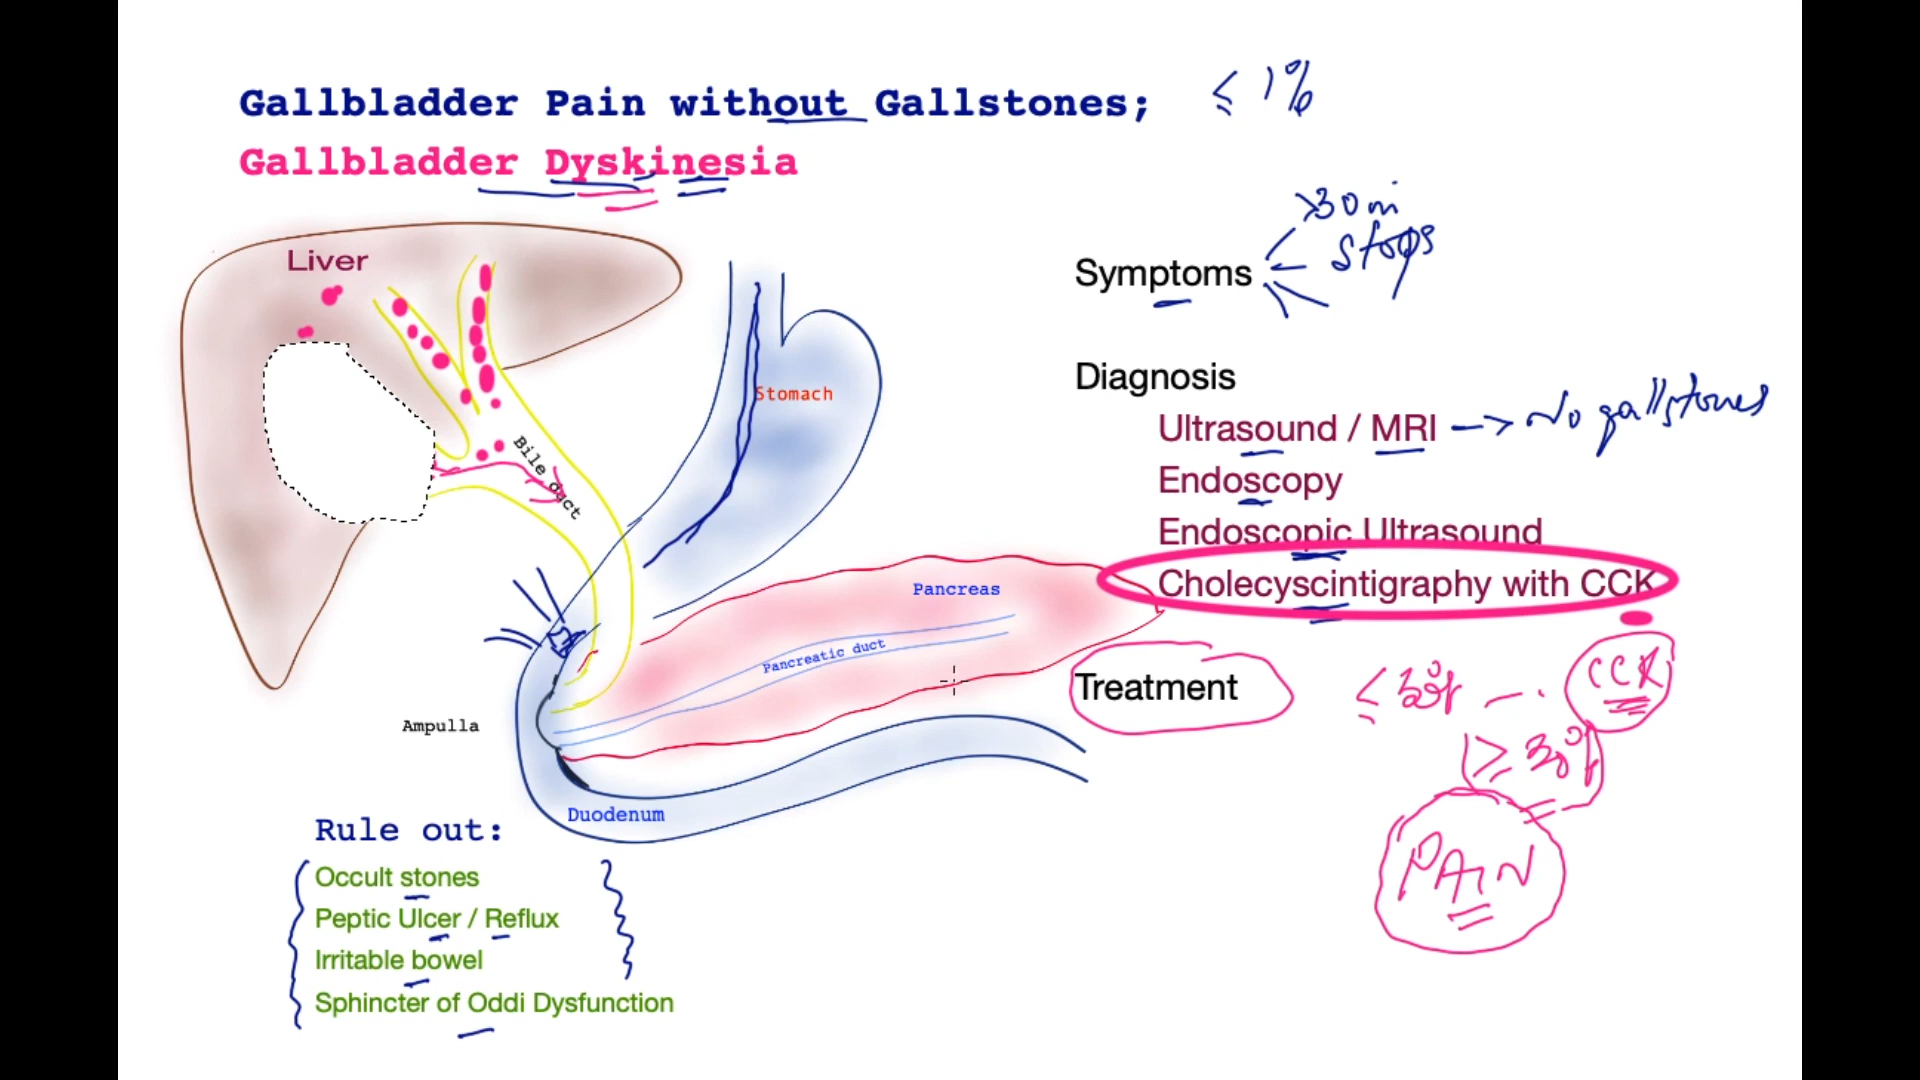 Gallbladder Pain without Gallstones; ≤ 1%
Gallbladder Dyskinesia
Liver
Bile duct
Stomach
Pancreas
Pancreatic duct
Ampulla
Duodenum
Rule out:
Occult stones
Peptic Ulcer / Reflux
Irritable bowel
Sphincter of Oddi Dysfunction
Symptoms >30 m
stops
Diagnosis
Ultrasound / MRI → No gallstones
Endoscopy
Endoscopic Ultrasound
Cholecyscintigraphy with CCK
Treatment
CCK
≥ 30%
PAIN